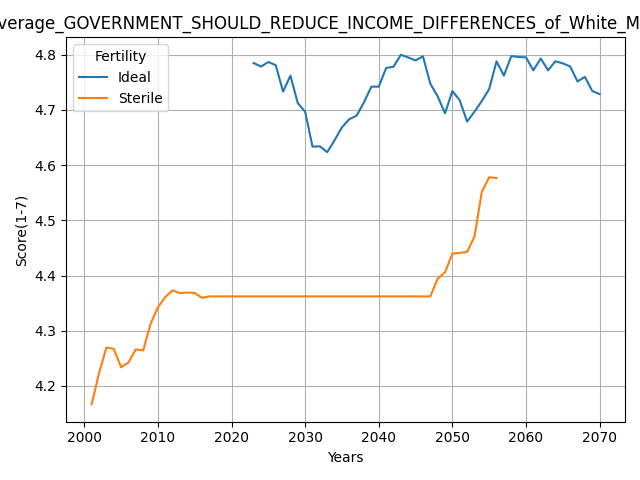 verage_GOVERNMENT_SHOULD_REDUCE_INCOME_DIFFERENCES_of_White_M
Fertility
Ideal
Sterile
4.8
4.7
4.6
4.5
4.4
4.3
4.2
Score(1-7)
2000 2010 2020 2030 2040 2050 2060 2070
Years